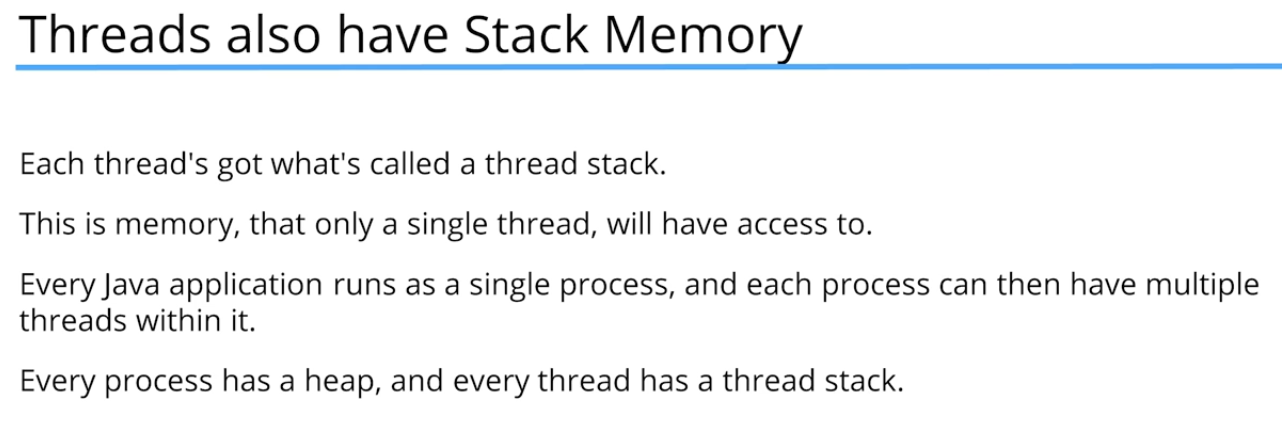 Threads also have Stack Memory
Each thread's got what's called a thread stack.
This is memory, that only a single thread, will have access to.
Every Java application runs as a single process, and each process can then have multiple
threads within it.
Every process has a heap, and every thread has a thread stack.